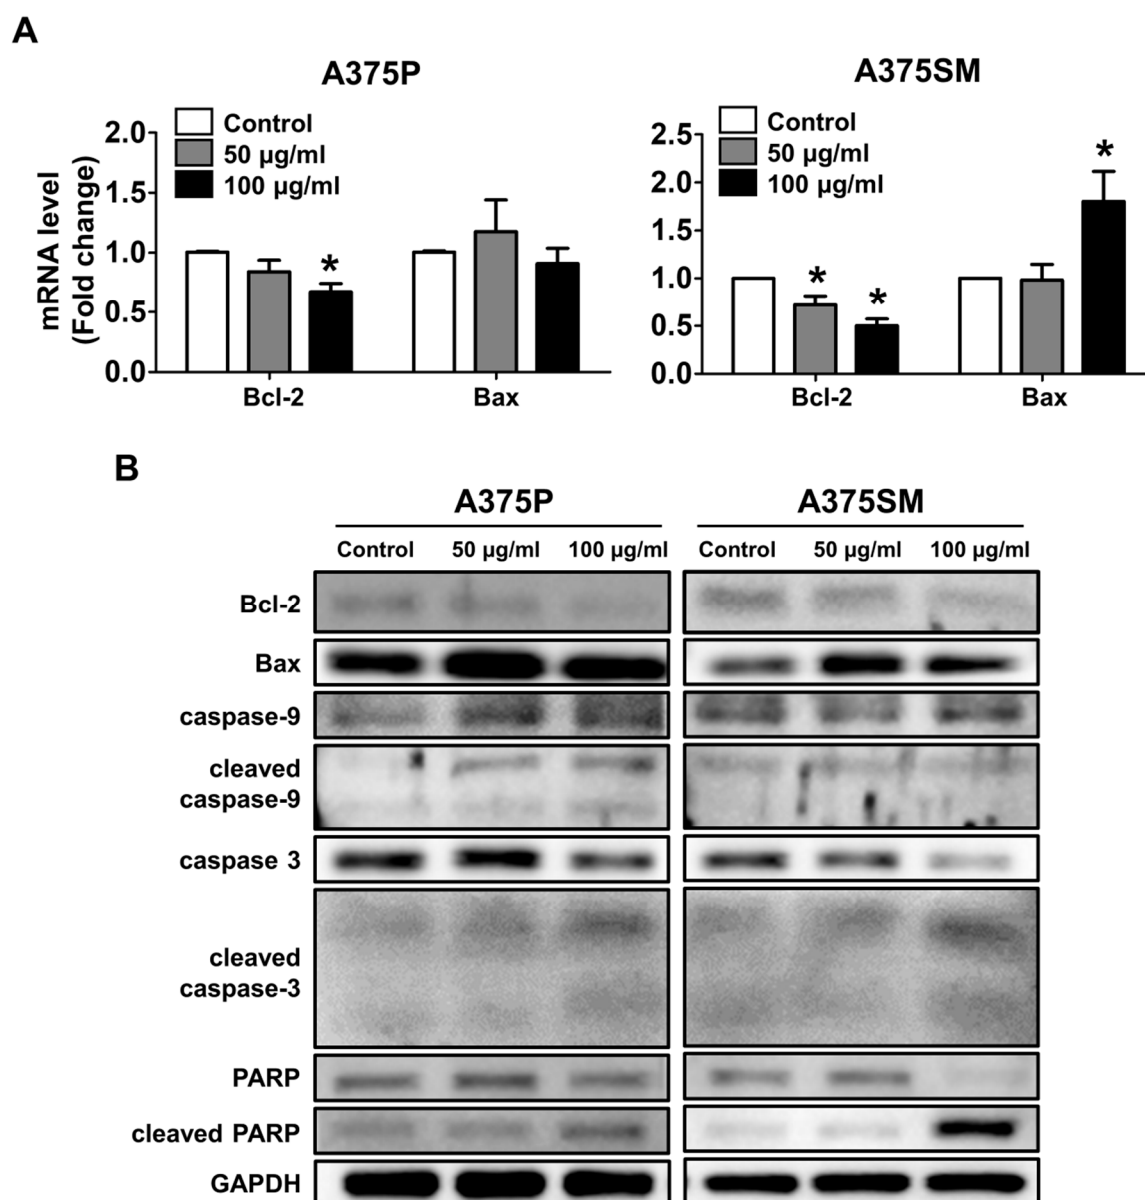 A
A375P
Control
50 µg/ml
100 µg/ml
mRNA level
(Fold change)
2.0
1.5
1.0
0.5
0.0
*
Bcl-2
Bax
A375SM
Control
50 µg/ml
100 µg/ml
2.5
2.0
1.5
1.0
0.5
0.0
*
*
*
Bcl-2
Bax
B
A375P
A375SM
Control 50 µg/ml 100 µg/ml
Control 50 µg/ml 100 µg/ml
Bcl-2
Bax
caspase-9
cleaved
caspase-9
caspase 3
cleaved
caspase-3
PARP
cleaved PARP
GAPDH